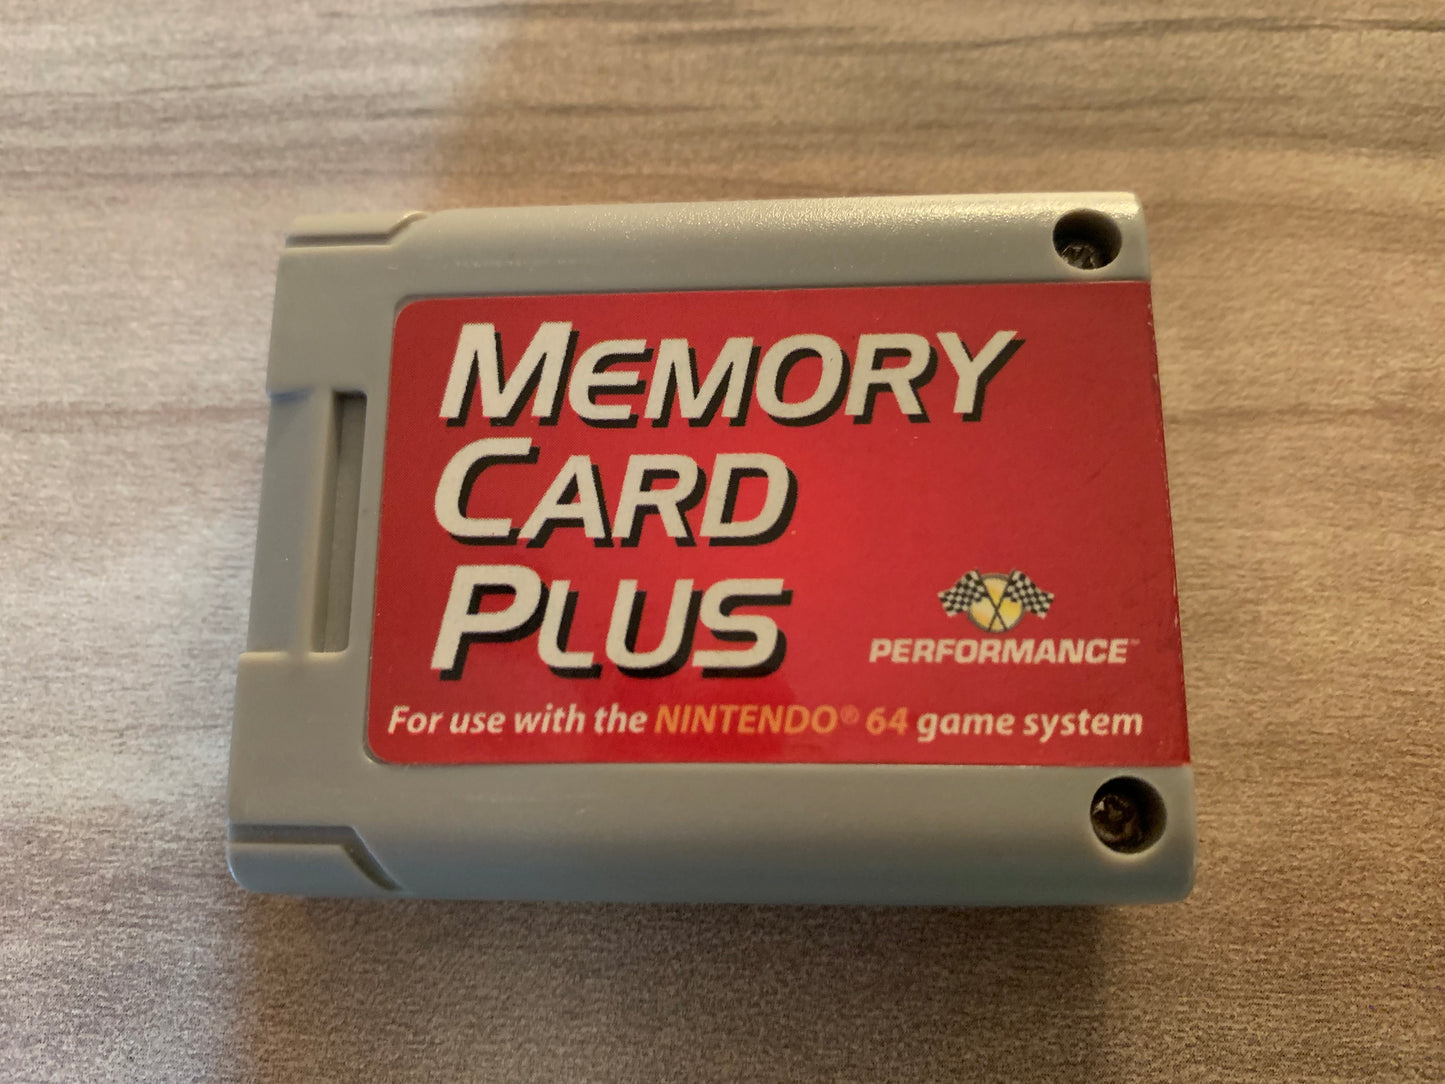 MEMORY
CARD
PLUS
PERFORMANCE™
For use with the NINTENDO® 64 game system